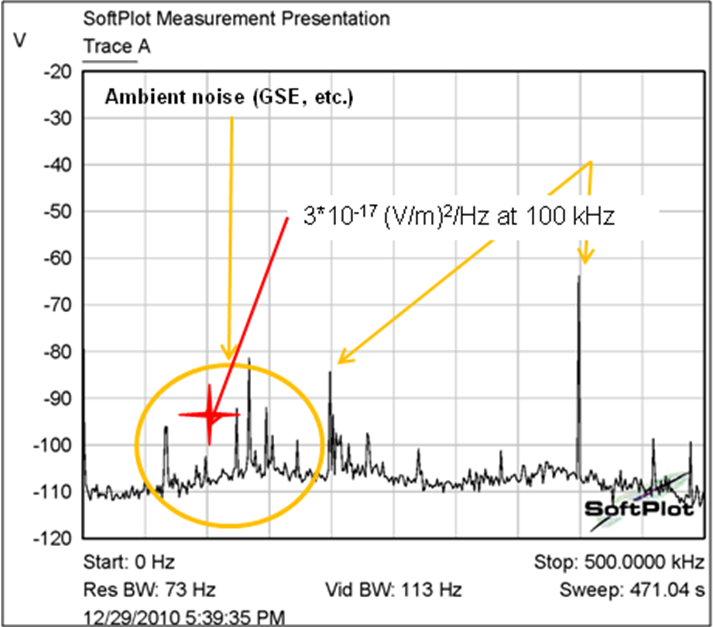 SoftPlot Measurement Presentation
V
Trace A
-20
Ambient noise (GSE, etc.)
-30
-40
-50
3*10-17 (V/m)2/Hz at 100 kHz
-60
-70
-80
-90
-100
-110
SoftPlot
-120
Start: 0 Hz Stop: 500.0000 kHz
Res BW: 73 Hz Vid BW: 113 Hz Sweep: 471.04 s
12/29/2010 5:39:35 PM